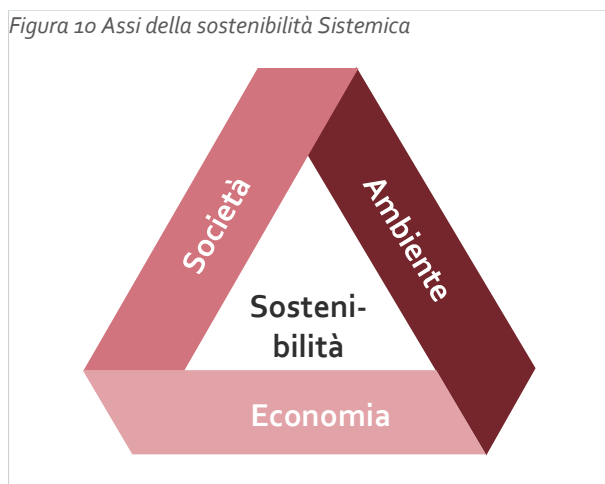 Figura 10 Assi della sostenibilità Sistemica
Società
Ambiente
Sosteni-
bilità
Economia